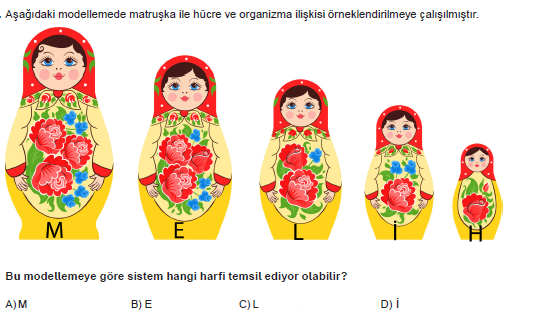 . Aşağıdaki modellemede matruşka ile hücre ve organizma ilişkisi örneklendirilmeye çalışılmıştır.
M E L İ H
Bu modellemeye göre sistem hangi harfi temsil ediyor olabilir?
A) M B) E C) L D) İ